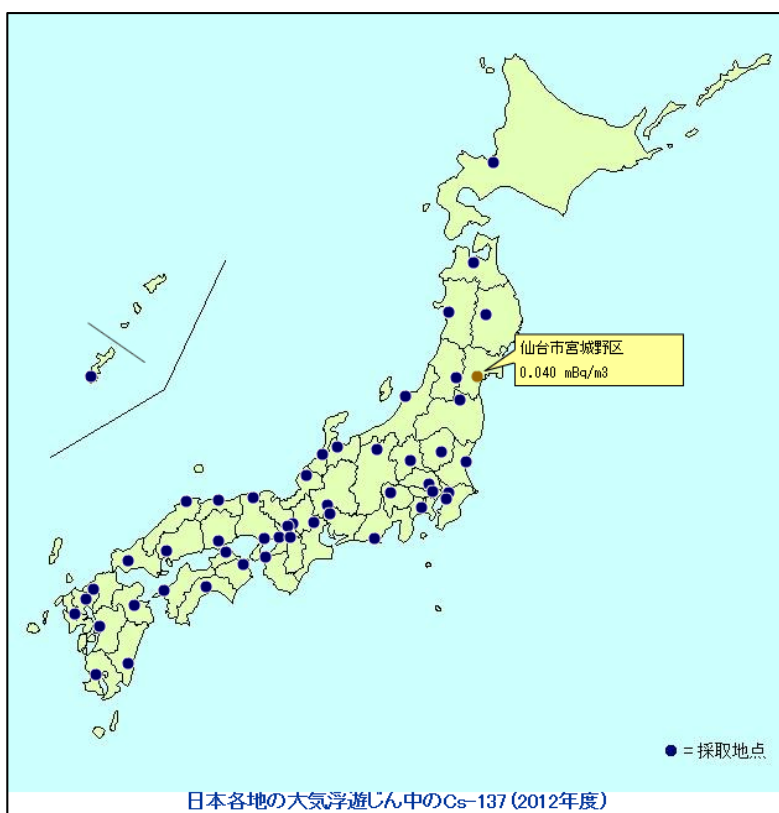 仙台市宮城野区
0.040 mBq/m3
● = 採取地点
日本各地の大気浮遊じん中のCs-137(2012年度)